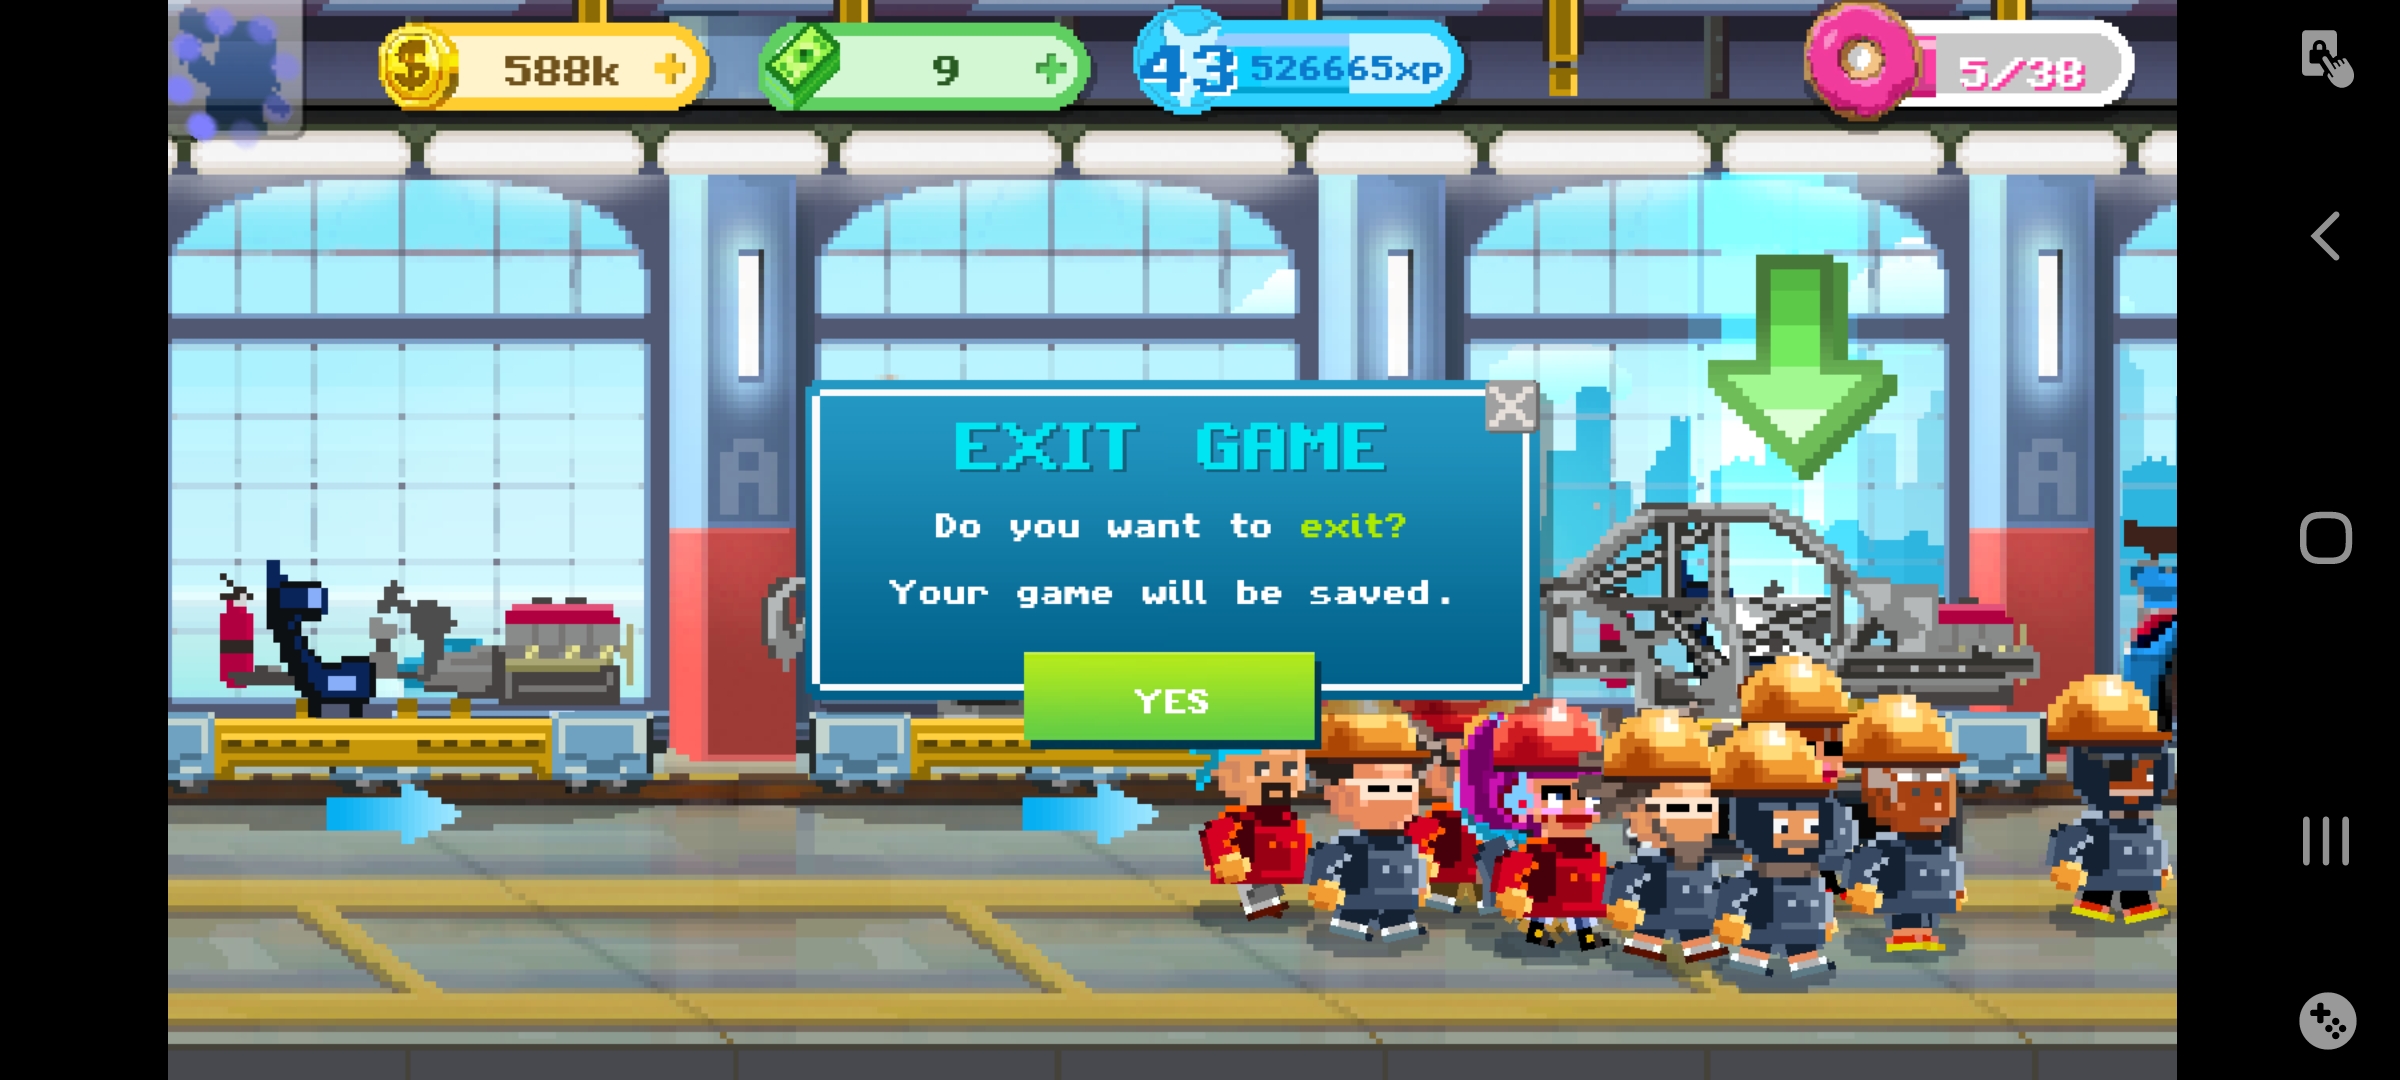 588k
9
43 526665xp
5/38
A
A
EXIT GAME
Do you want to exit?
Your game will be saved.
YES